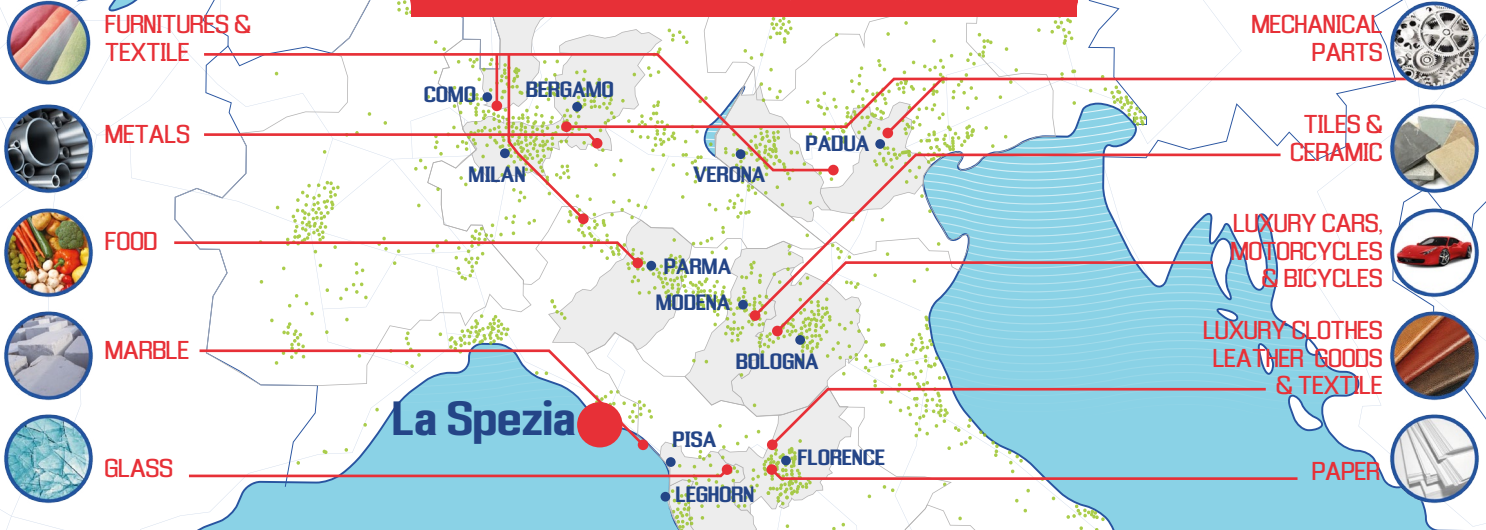 FURNITURES &
TEXTILE
METALS
FOOD
MARBLE
GLASS
COMO
BERGAMO
MILAN
VERONA
PADUA
PARMA
MODENA
BOLOGNA
La Spezia
PISA
FLORENCE
LEGHORN
MECHANICAL
PARTS
TILES &
CERAMIC
LUXURY CARS,
MOTORCYCLES
& BICYCLES
LUXURY CLOTHES
LEATHER GOODS
& TEXTILE
PAPER